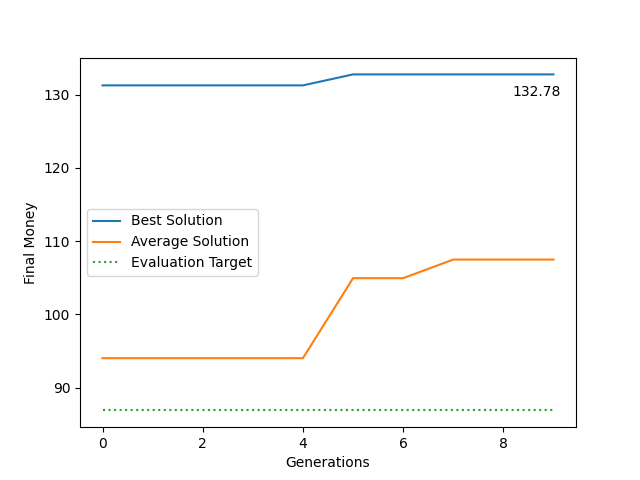 130
120
110
100
90
Final Money
Best Solution
Average Solution
Evaluation Target
132.78
0 2 4 6 8
Generations